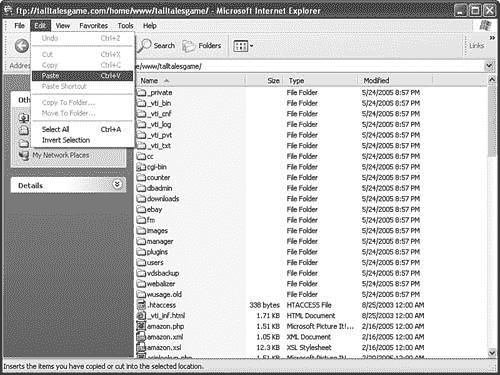 ftp://talltalesgame.com/home/www/talltalesgame/ - Microsoft Internet Explorer
File Edit View Favorites Tools Help
Undo Ctrl+Z
Cut Ctrl+X
Copy Ctrl+C
Paste Ctrl+V
Paste Shortcut
Copy To Folder...
Move To Folder...
Select All Ctrl+A
Invert Selection
Search Folders Links
e/www/talltalesgame/
My Network Places
Details
Name Size Type Modified
_private File Folder 5/24/2005 8:57 PM
_vti_bin File Folder 5/24/2005 8:57 PM
_vti_cnf File Folder 5/24/2005 8:57 PM
_vti_log File Folder 5/24/2005 8:57 PM
_vti_pvt File Folder 5/24/2005 8:57 PM
_vti_txt File Folder 5/24/2005 8:57 PM
cc File Folder 5/24/2005 8:57 PM
cgi-bin File Folder 5/24/2005 8:57 PM
counter File Folder 5/24/2005 8:57 PM
dbadmin File Folder 5/24/2005 8:57 PM
downloads File Folder 5/24/2005 8:57 PM
ebay File Folder 5/24/2005 8:57 PM
fm File Folder 5/24/2005 8:57 PM
images File Folder 5/24/2005 8:57 PM
manager File Folder 5/24/2005 8:57 PM
plugins File Folder 5/24/2005 8:57 PM
users File Folder 5/24/2005 8:57 PM
vdsbackup File Folder 5/24/2005 8:57 PM
webalizer File Folder 5/24/2005 8:57 PM
wusage.old File Folder 5/24/2005 8:57 PM
.htaccess 338 bytes HTACCESS File 8/25/2003 12:00 AM
_vti_inf.html 1.71 KB HTML Document 8/25/2003 12:00 AM
amazon.php 1.51 KB Microsoft Picture It!... 2/16/2005 12:00 AM
amazon.xml 1.05 KB XML Document 2/16/2005 12:00 AM
amazon.xsl 12.3 KB XSL Stylesheet 2/16/2005 12:00 AM
Inserts the items you have copied or cut into the selected location.